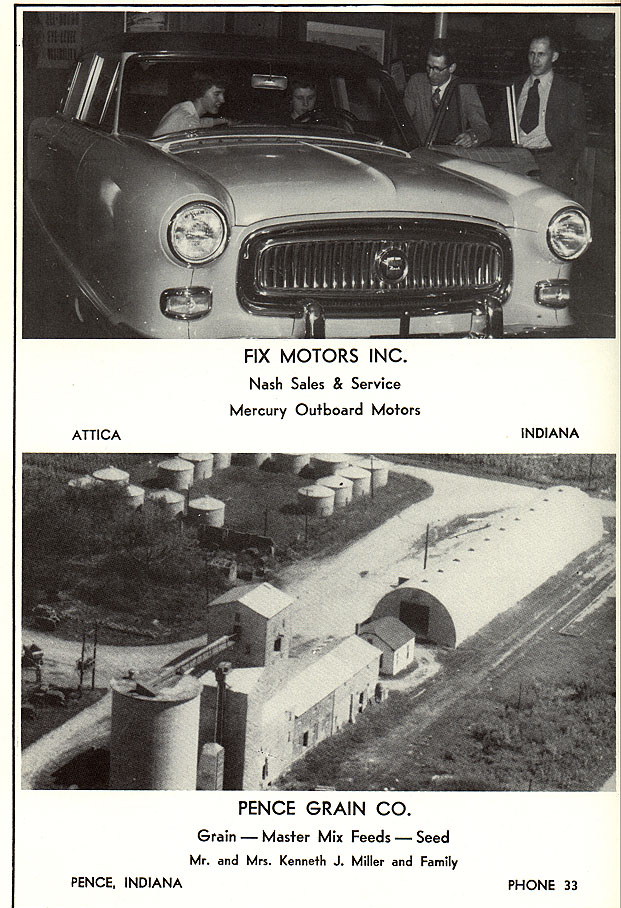 FIX MOTORS INC.
Nash Sales & Service
Mercury Outboard Motors
ATTICA INDIANA
PENCE GRAIN CO.
Grain — Master Mix Feeds — Seed
Mr. and Mrs. Kenneth J. Miller and Family
PENCE, INDIANA PHONE 33